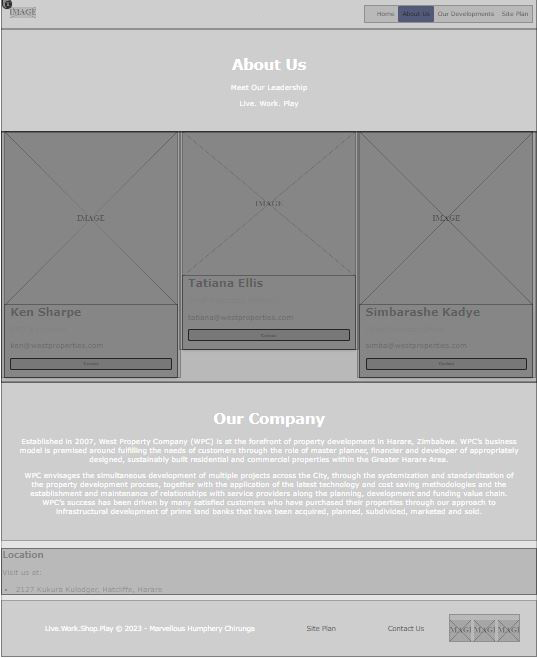 IMAGE
Home About Us Our Developments Site Plan
About Us
Meet Our Leadership
Live. Work. Play
IMAGE
IMAGE
IMAGE
Ken Sharpe
ken@westproperties.com
Tatiana Ellis
tatiana@westproperties.com
Simbarashe Kadye
simba@westproperties.com
Our Company
Established in 2007, West Property Company (WPC) is at the forefront of property development in Harare, Zimbabwe. WPC's business
model is premised around fulfilling the needs of customers through the role of master planner, financier and developer of appropriately
designed, sustainably built residential and commercial properties within the Greater Harare Area.
WPC envisages the simultaneous development of multiple projects across the City, through the systemization and standardization of
the property development process, together with the application of the latest technology and cost saving methodologies and the
establishment and maintenance of relationships with service providers along the planning, development and funding value chain.
WPC's success has been driven by many satisfied customers who have purchased their properties through our approach to
infrastructural development of prime land banks that have been acquired, planned, subdivided, marketed and sold.
Location
Visit us at:
2127 Kukura Kulodger, Hatcliffe, Harare
Live.Work.Shop.Play © 2023 - Marvellous Humphery Chirunga
Site Plan
Contact Us